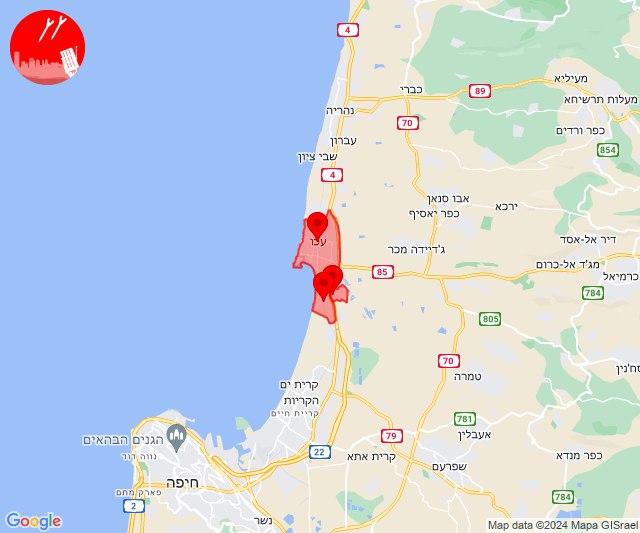 4
מעיליא
כברי
89
מעלות תרשיחא
נהריה
70
כפר ורדים
עברון
854
שבי ציון
4
אבו סנאן
ירכא
כפר יאסיף
עכו
דיר אל-אסד
ג'דיידה מכר
מג'ד אל-כרום
85
כרמיאל
784
805
סח'נין
70
טמרה
קרית ים
הקריות
קריית חיים
781
79
אעבלין
הגנים הבהאים
נווה דוד
22
קרית אתא
כפר מנדא
שפרעם
חיפה
פארק מתם
784
2
נשר
Google
Map data ©2024 Mapa GISrael